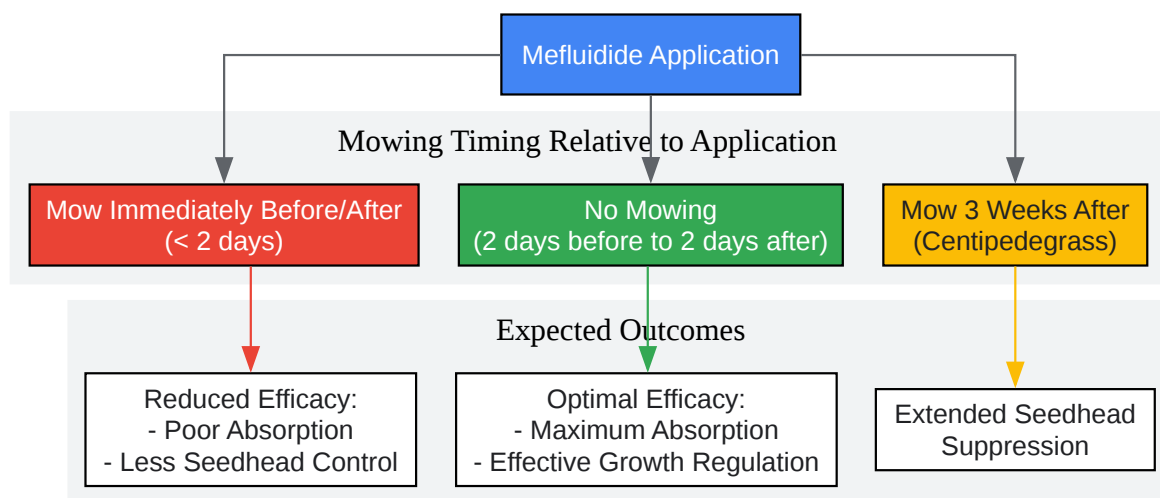 Mefluidide Application
Mowing Timing Relative to Application
Mow Immediately Before/After
(< 2 days)
No Mowing
(2 days before to 2 days after)
Mow 3 Weeks After
(Centipedegrass)
Expected Outcomes
Reduced Efficacy:
- Poor Absorption
- Less Seedhead Control
Optimal Efficacy:
- Maximum Absorption
- Effective Growth Regulation
Extended Seedhead
Suppression